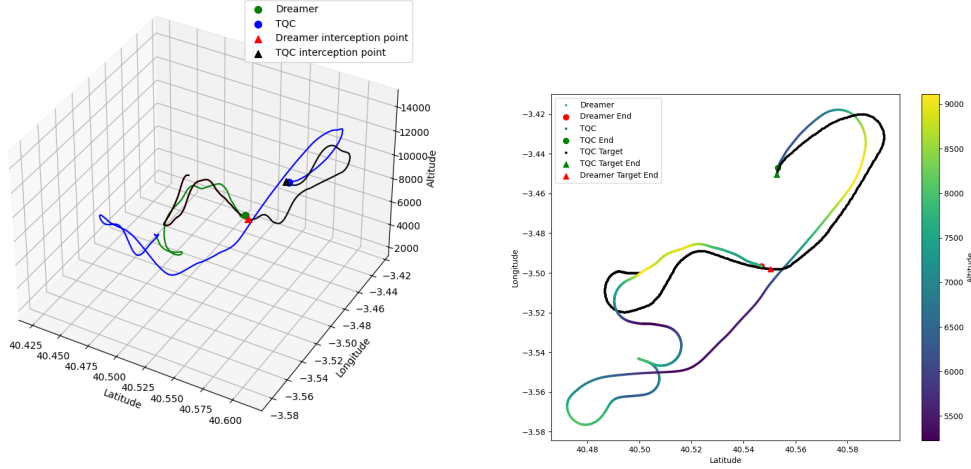 Dreamer
TQC
Dreamer interception point
TQC interception point
14000
12000
10000
8000
6000
4000
2000
Altitude
−3.42
−3.44
−3.46
−3.48
−3.50
−3.52
−3.54
−3.56
−3.58
Longitude
40.425
40.450
40.475
40.500
40.525
40.550
40.575
40.600
Latitude
Dreamer
Dreamer End
TQC
TQC End
TQC Target
TQC Target End
Dreamer Target End
−3.42
−3.44
−3.46
−3.48
−3.50
−3.52
−3.54
−3.56
−3.58
Longitude
40.48
40.50
40.52
40.54
40.56
40.58
Latitude
9000
8500
8000
7500
7000
6500
6000
5500
Altitude